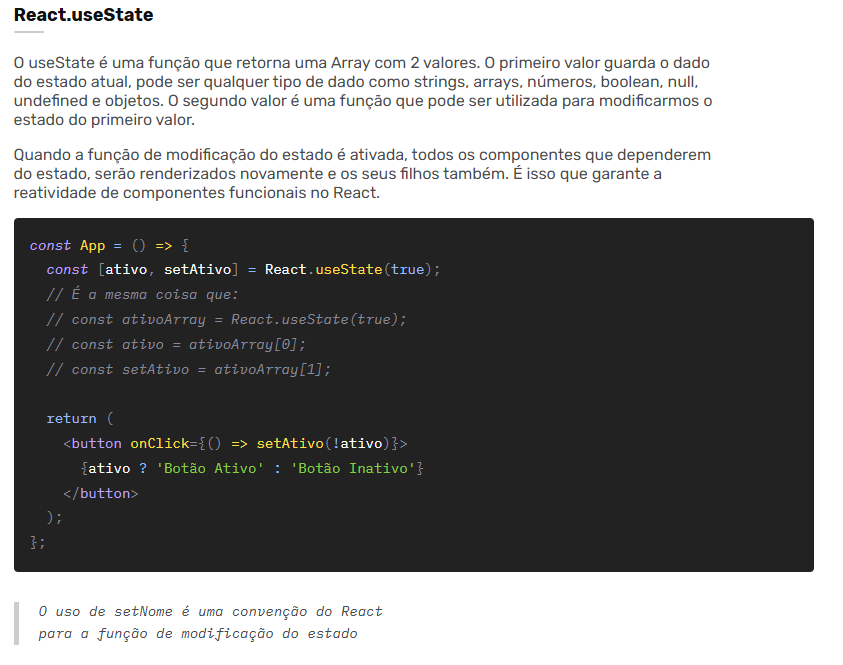 React.useState
O useState é uma função que retorna uma Array com 2 valores. O primeiro valor guarda o dado
do estado atual, pode ser qualquer tipo de dado como strings, arrays, números, boolean, null,
undefined e objetos. O segundo valor é uma função que pode ser utilizada para modificarmos o
estado do primeiro valor.
Quando a função de modificação do estado é ativada, todos os componentes que dependerem
do estado, serão renderizados novamente e os seus filhos também. É isso que garante a
reatividade de componentes funcionais no React.
const App = () => {
  const [ativo, setAtivo] = React.useState(true);
  // É a mesma coisa que:
  // const ativoArray = React.useState(true);
  // const ativo = ativoArray[0];
  // const setAtivo = ativoArray[1];
  return (
    <button onClick={() => setAtivo(!ativo)}>
      {ativo ? 'Botão Ativo' : 'Botão Inativo'}
    </button>
  );
};
O uso de setNome é uma convenção do React
para a função de modificação do estado